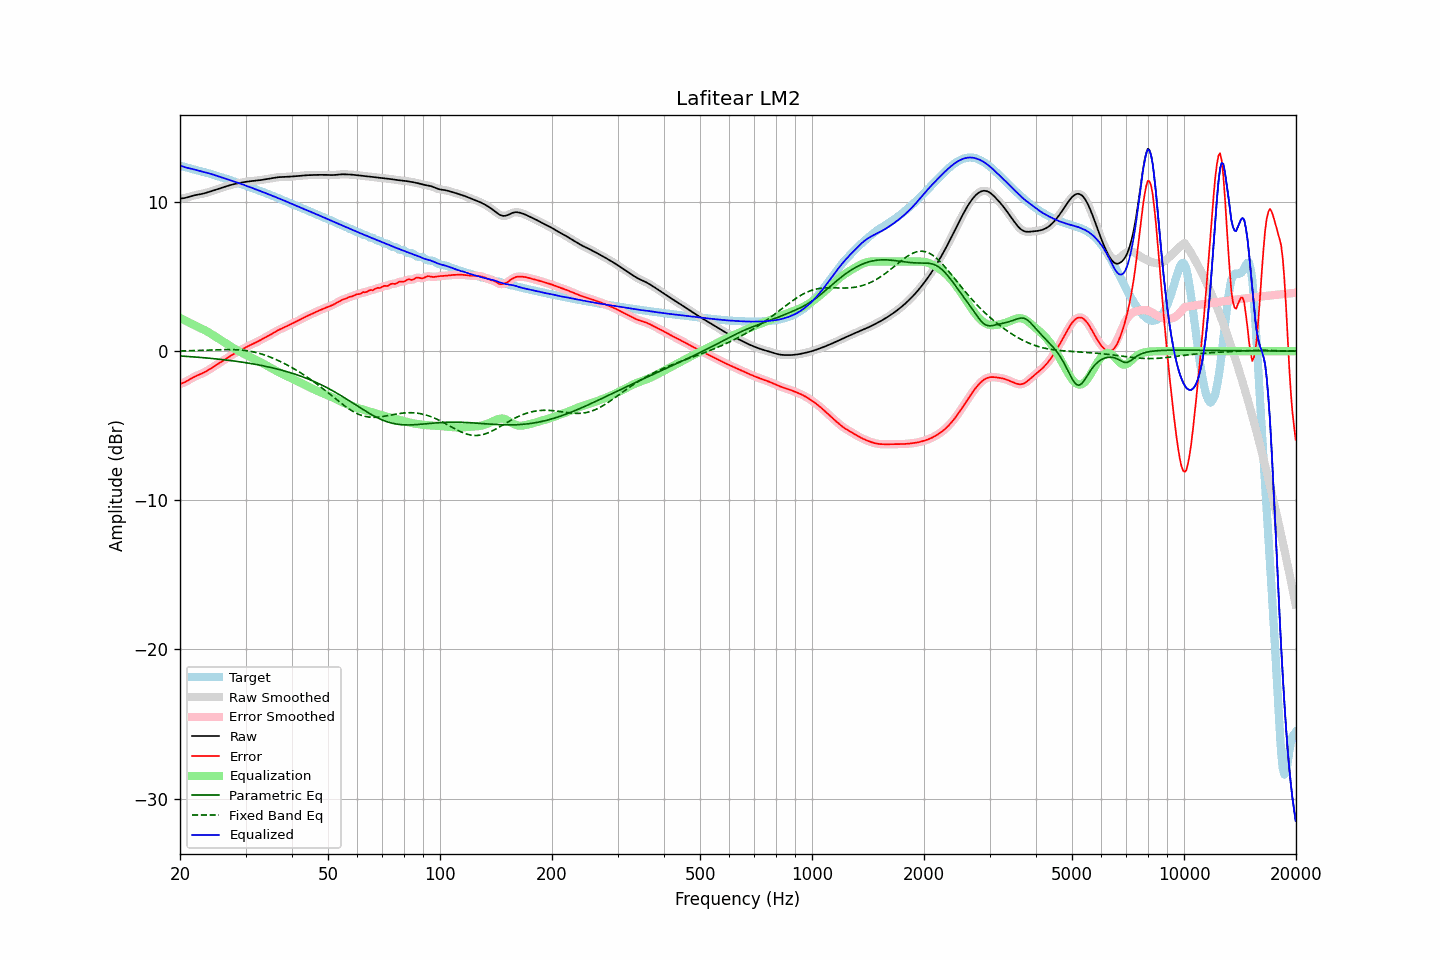 Lafitear LM2
Amplitude (dBr)
10
0
−10
−20
−30
Target
Raw Smoothed
Error Smoothed
Raw
Error
Equalization
Parametric Eq
Fixed Band Eq
Equalized
20 50 100 200 500 1000 2000 5000 10000 20000
Frequency (Hz)